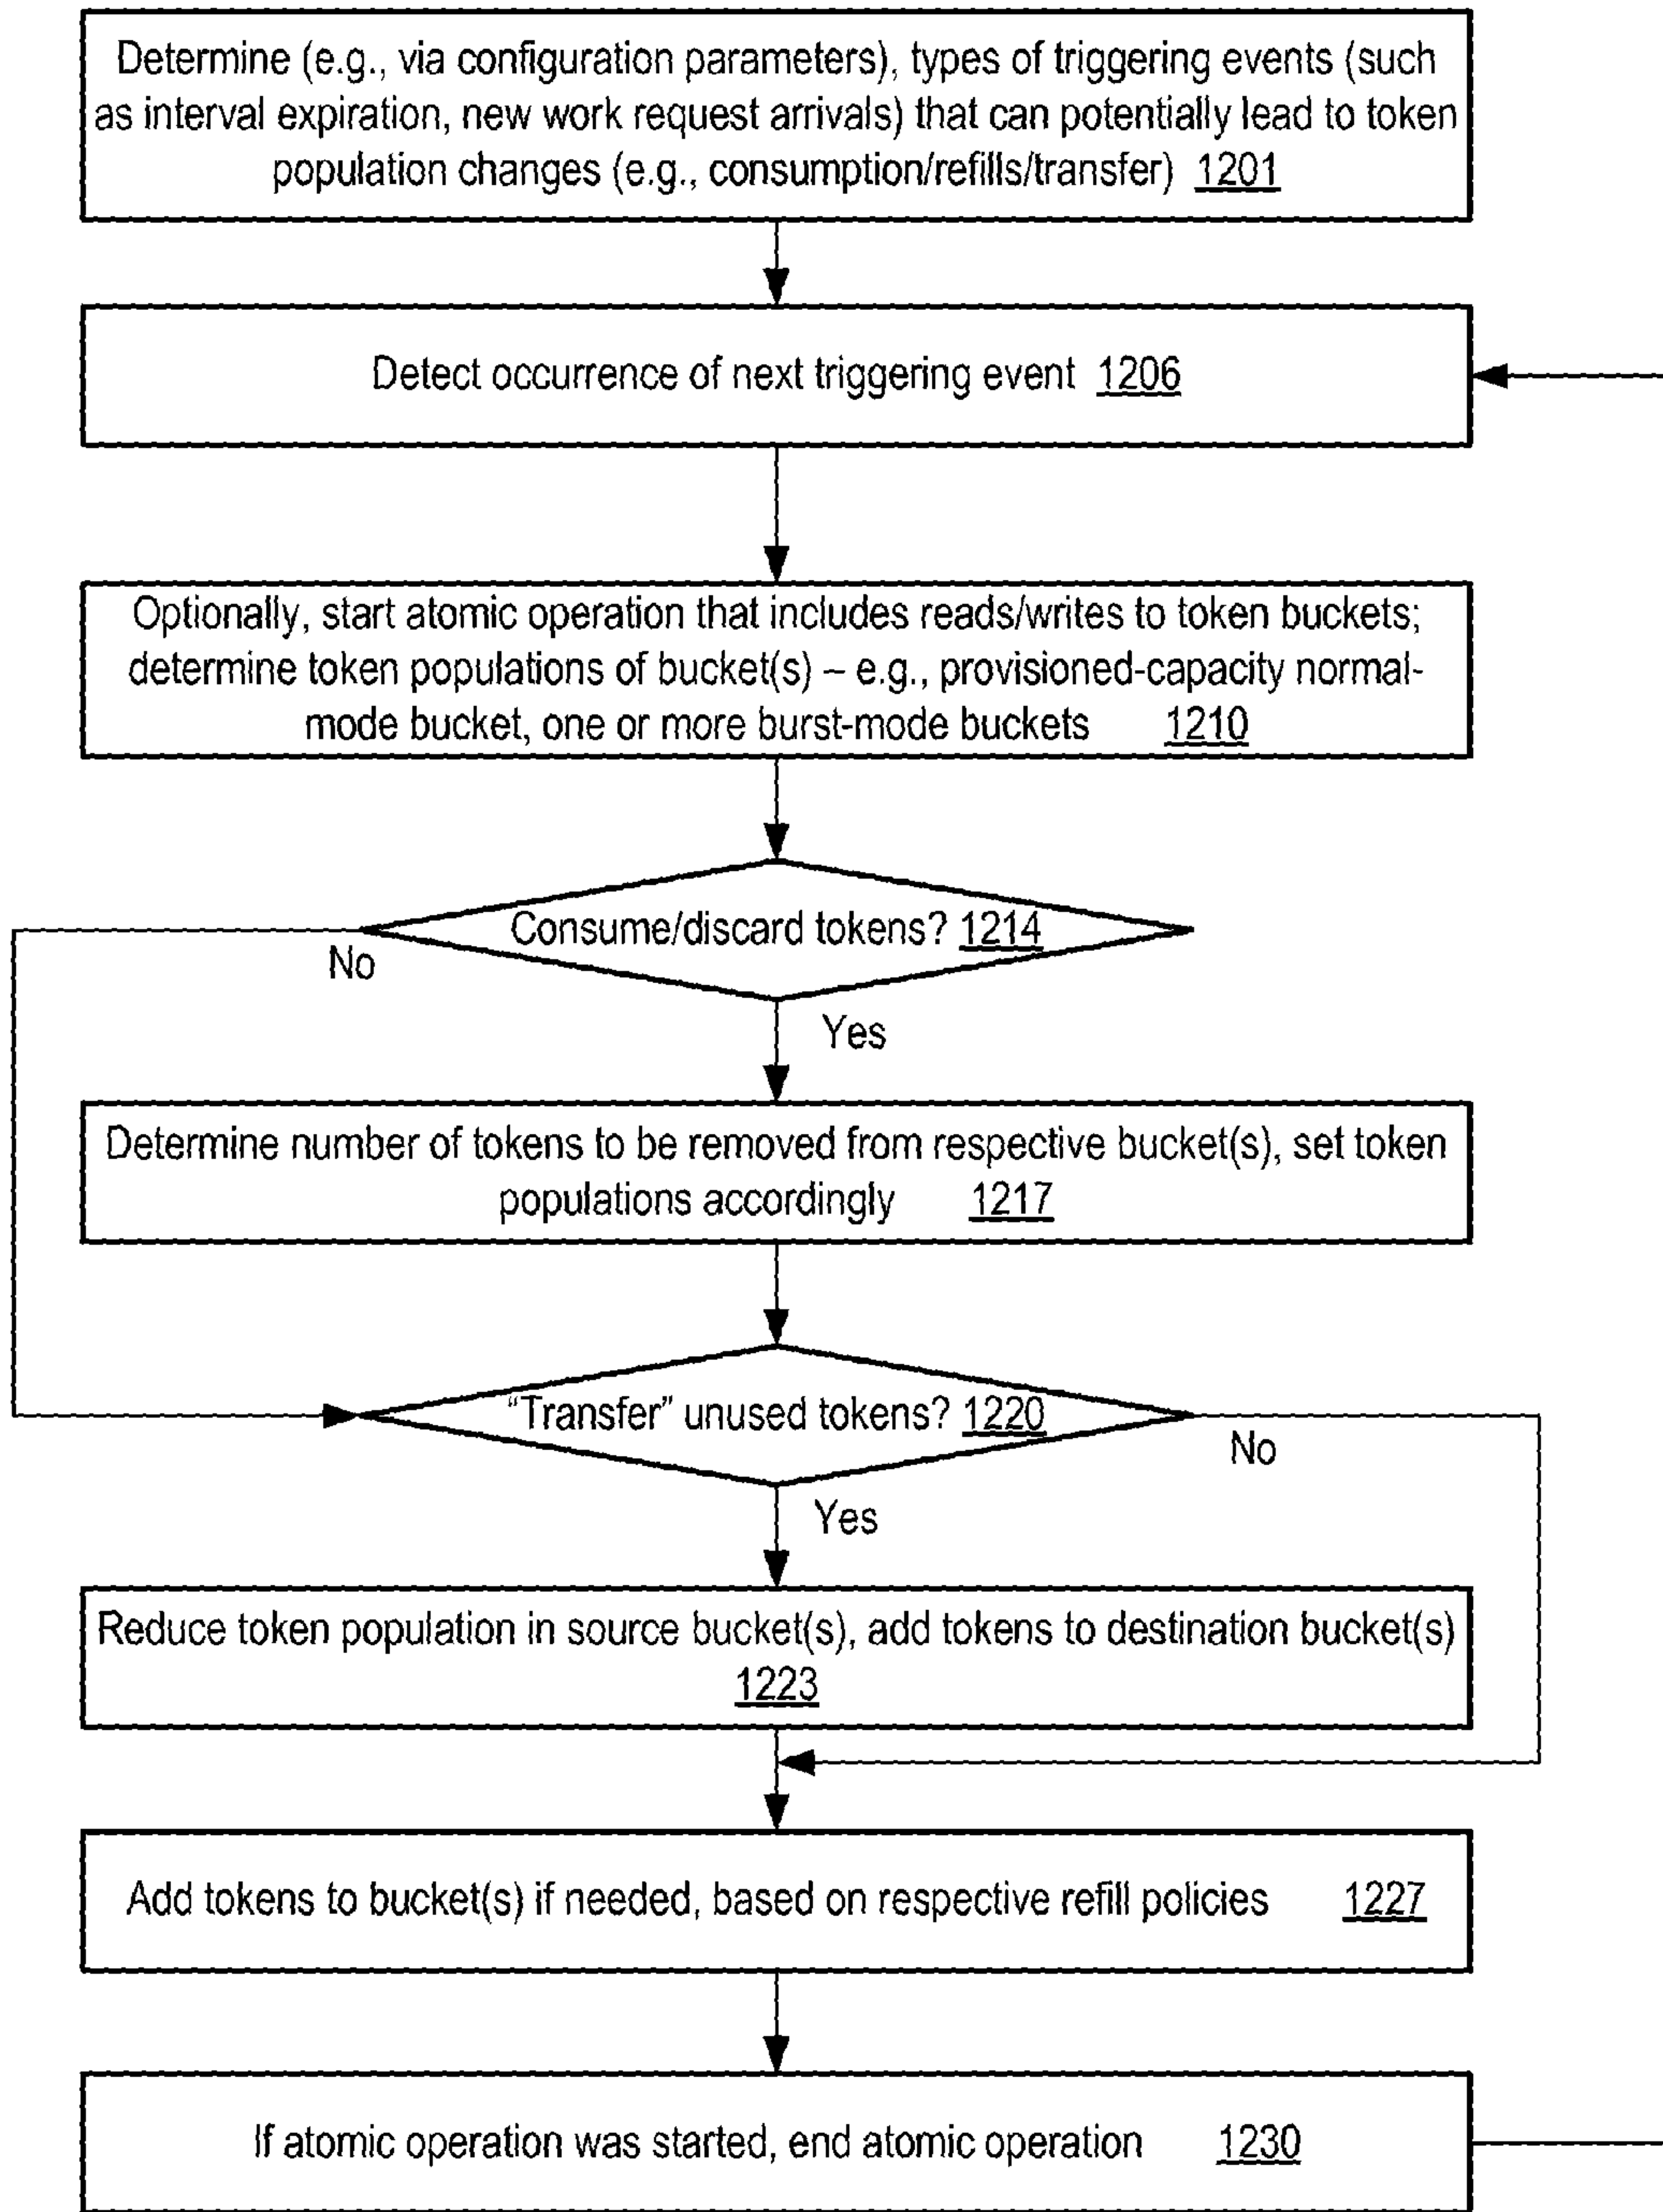 Determine (e.g., via configuration parameters), types of triggering events (such
as interval expiration, new work request arrivals) that can potentially lead to token
population changes (e.g., consumption/refills/transfer) 1201
Detect occurrence of next triggering event 1206
Optionally, start atomic operation that includes reads/writes to token buckets;
determine token populations of bucket(s) – e.g., provisioned-capacity normal-
mode bucket, one or more burst-mode buckets 1210
Consume/discard tokens? 1214
No
Yes
Determine number of tokens to be removed from respective bucket(s), set token
populations accordingly 1217
“Transfer” unused tokens? 1220
No
Yes
Reduce token population in source bucket(s), add tokens to destination bucket(s)
1223
Add tokens to bucket(s) if needed, based on respective refill policies 1227
If atomic operation was started, end atomic operation 1230